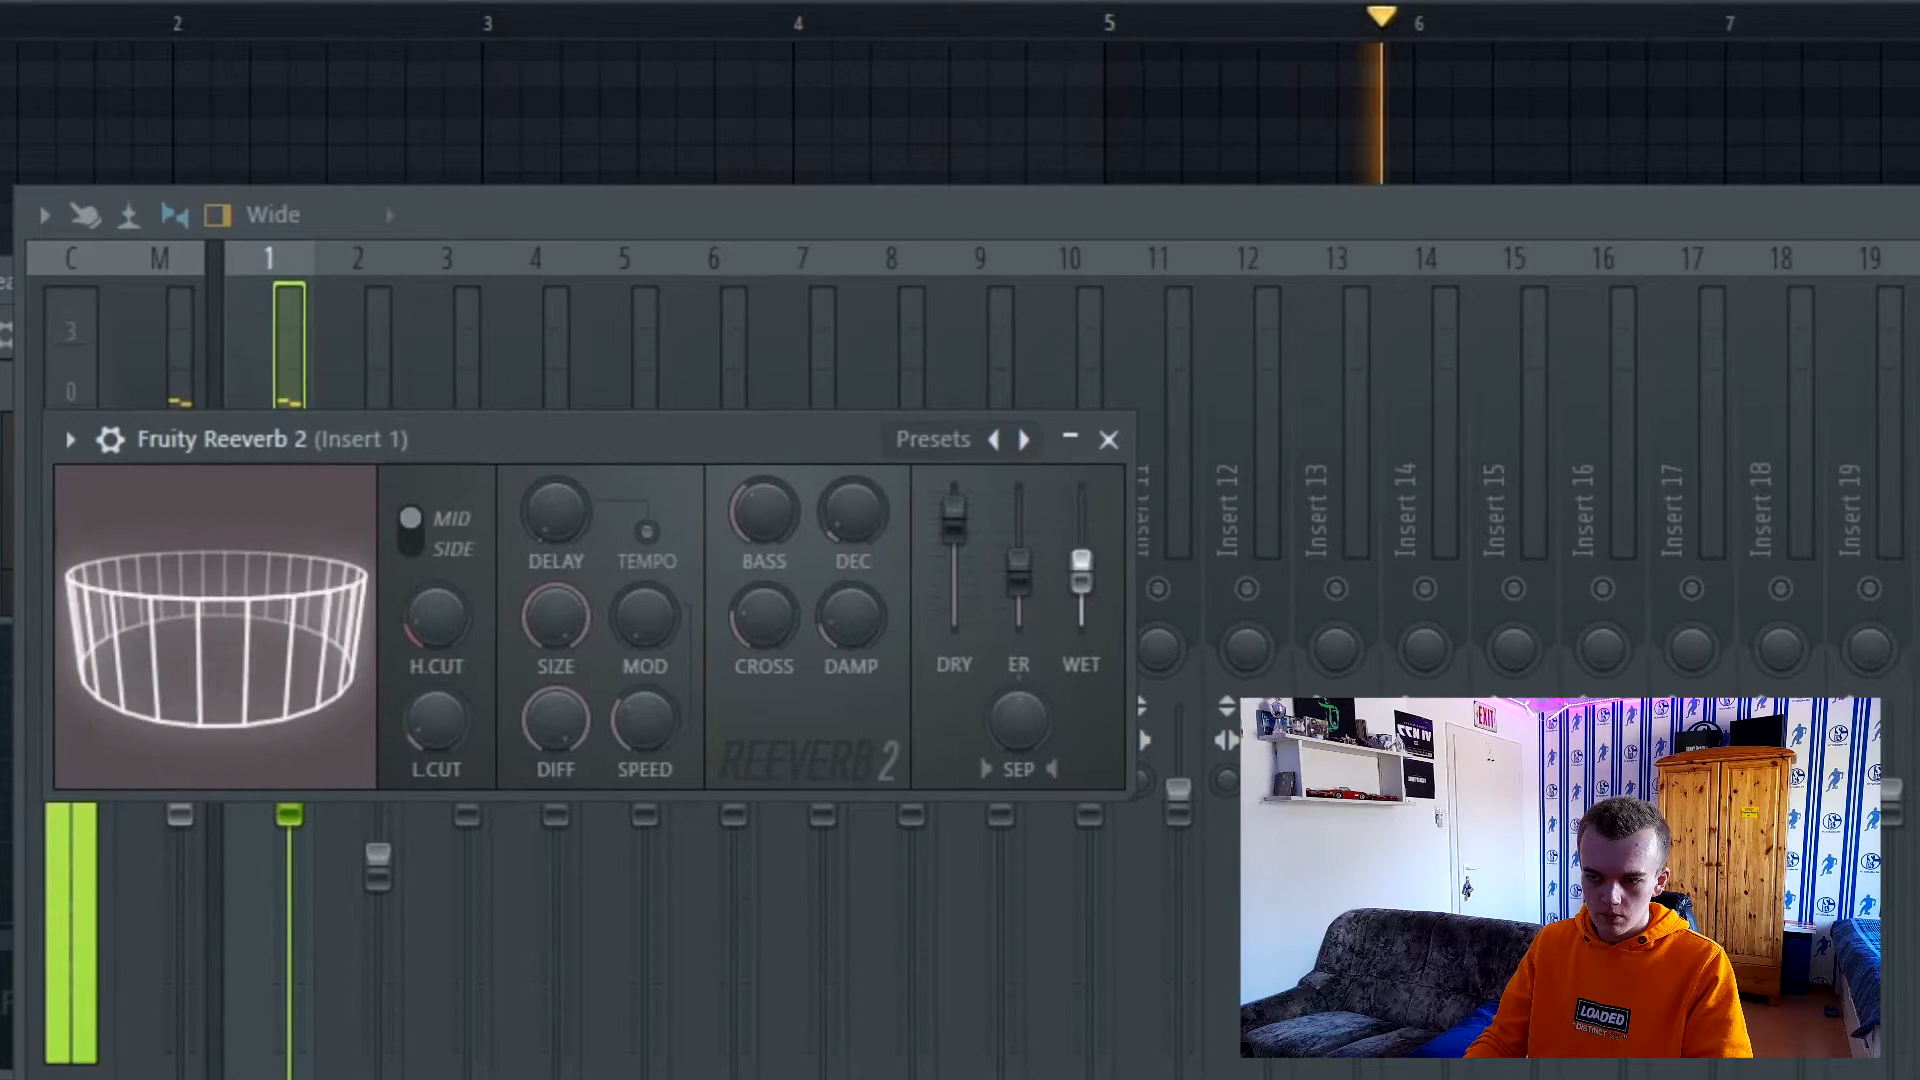 2 3 4 5 6 7
Wide
C M 1 2 3 4 5 6 7 8 9 10 11 12 13 14 15 16 17 18 19
3
0
Fruity Reeverb 2 (Insert 1)
Presets
MID
SIDE
DELAY TEMPO BASS DEC
H.CUT SIZE MOD CROSS DAMP DRY ER WET
L.CUT DIFF SPEED REEVERB 2 SEP
Insert 12
Insert 13
Insert 14
Insert 15
Insert 16
Insert 17
Insert 18
Insert 19
EXIT
LOADED